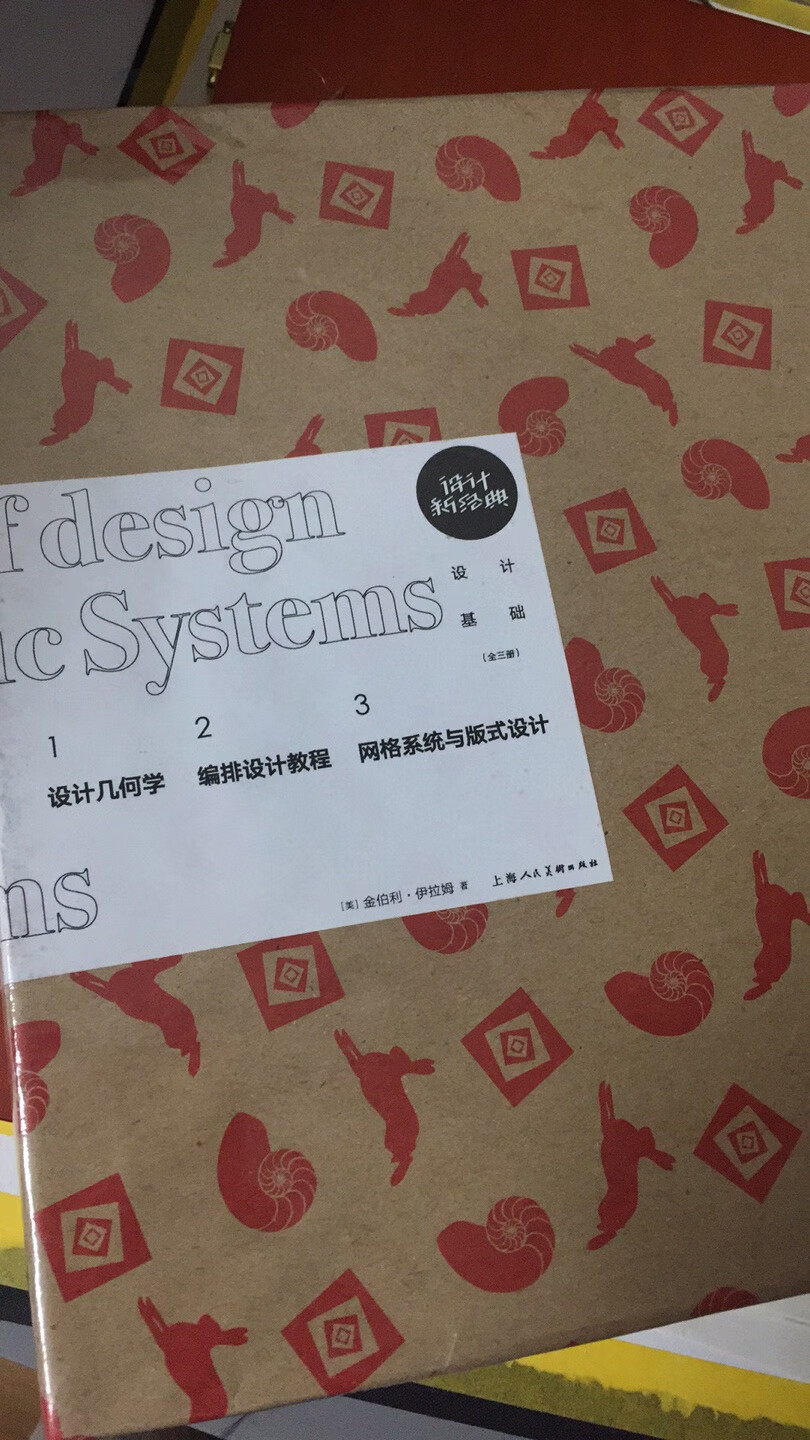 f design
ic Systems
设计
新经典
设 计
基 础
(全三册)
1
设计几何学
2
编排设计教程
3
网格系统与版式设计
ms
[美] 金伯利·伊拉姆 著
上海人民美术出版社